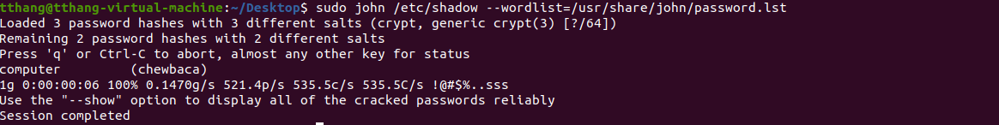 tthang@tthang-virtual-machine:~/Desktop$ sudo john /etc/shadow --wordlist=/usr/share/john/password.lst
Loaded 3 password hashes with 3 different salts (crypt, generic crypt(3) [?/64])
Remaining 2 password hashes with 2 different salts
Press 'q' or Ctrl-C to abort, almost any other key for status
computer         (chewbaca)
1g 0:00:00:06 100% 0.1470g/s 521.4p/s 535.5c/s 535.5C/s !@#$%..sss
Use the "--show" option to display all of the cracked passwords reliably
Session completed